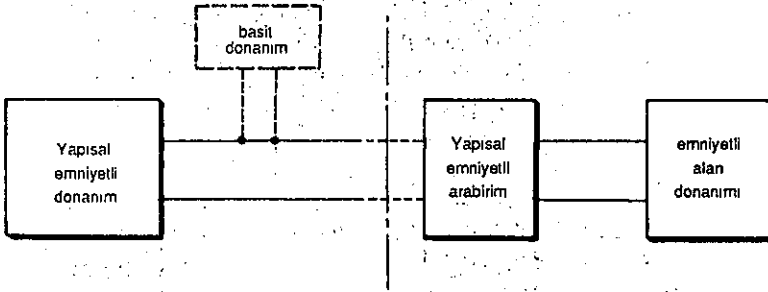 basit
donanım
Yapısal
emniyetli
donanım
Yapısal
emniyetli
arabirim
emniyetli
alan
donanımı